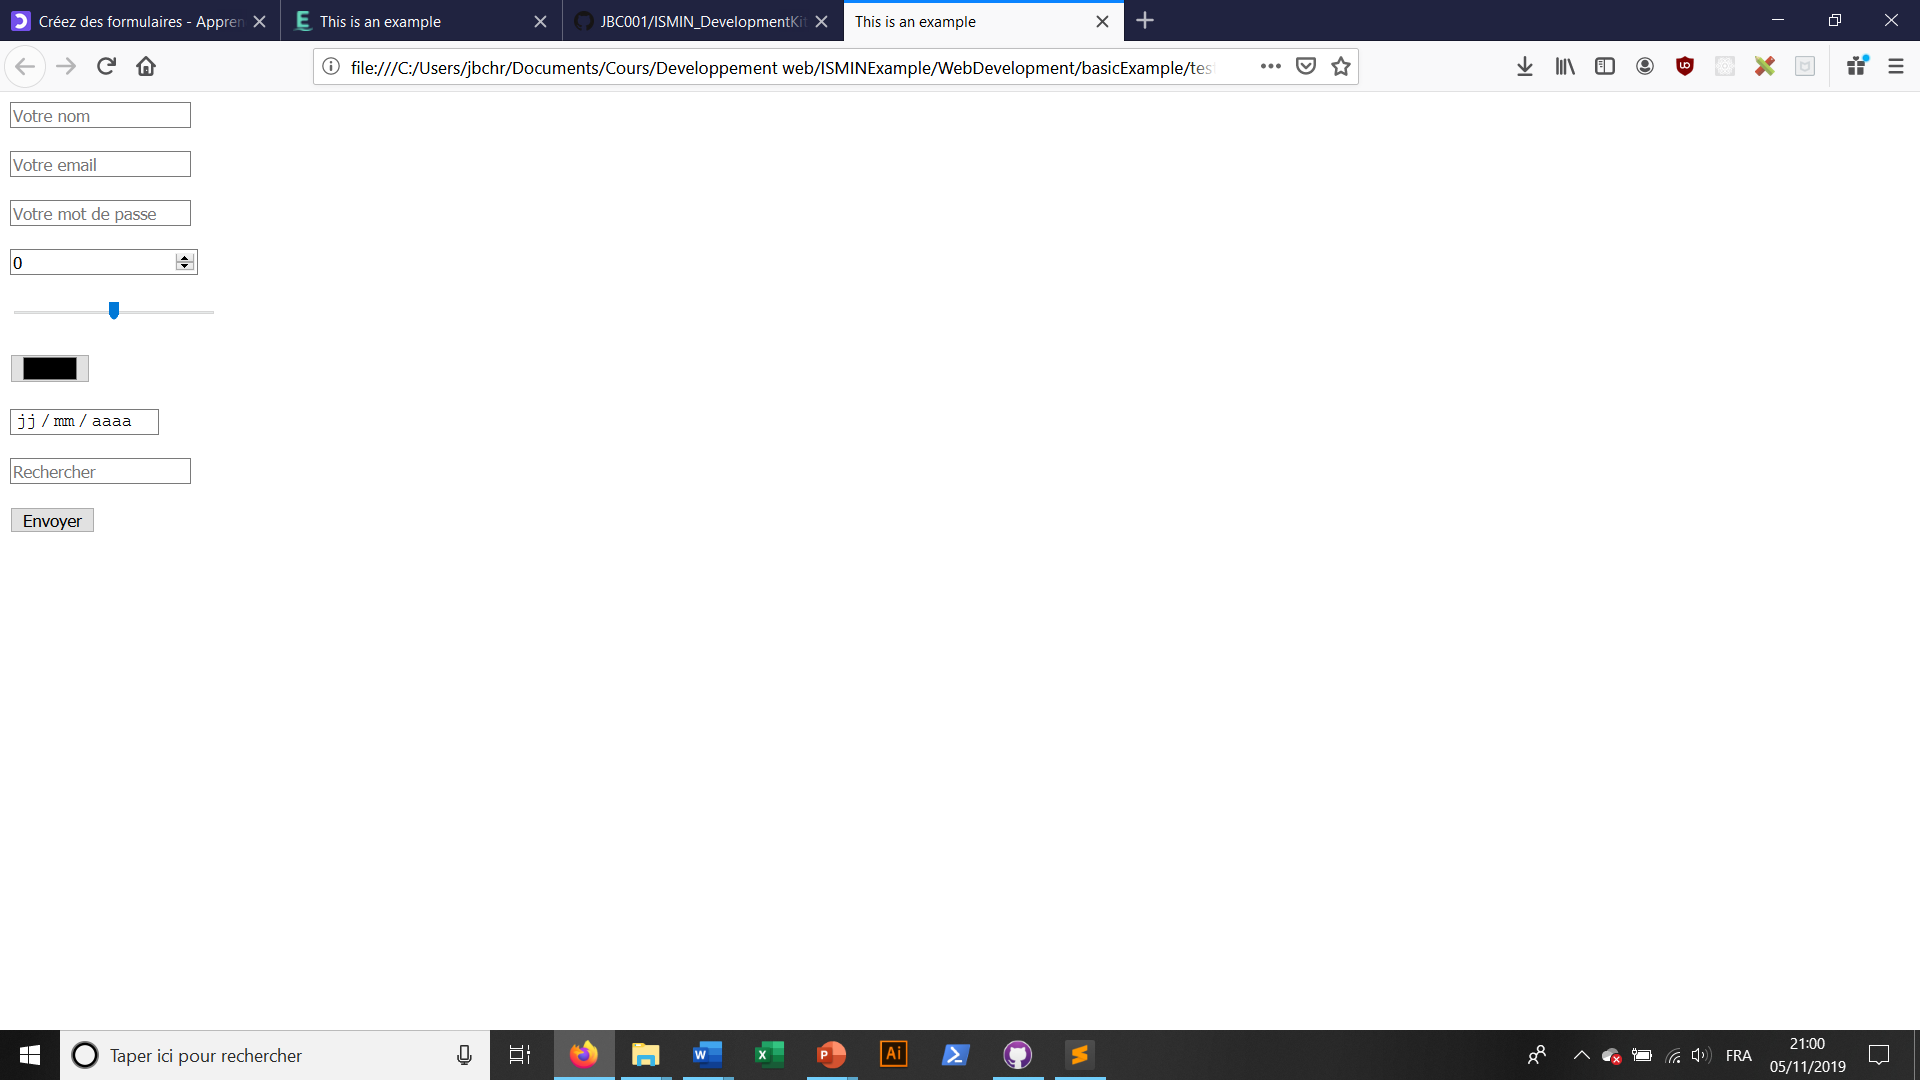 Créez des formulaires - Appren
This is an example
JBC001/ISMIN_DevelopmentKit
This is an example
file:///C:/Users/jbchr/Documents/Cours/Developpement web/ISMINExample/WebDevelopment/basicExample/test
Votre nom
Votre email
Votre mot de passe
0
jj / mm / aaaa
Rechercher
Envoyer
Taper ici pour rechercher
FRA
21:00
05/11/2019